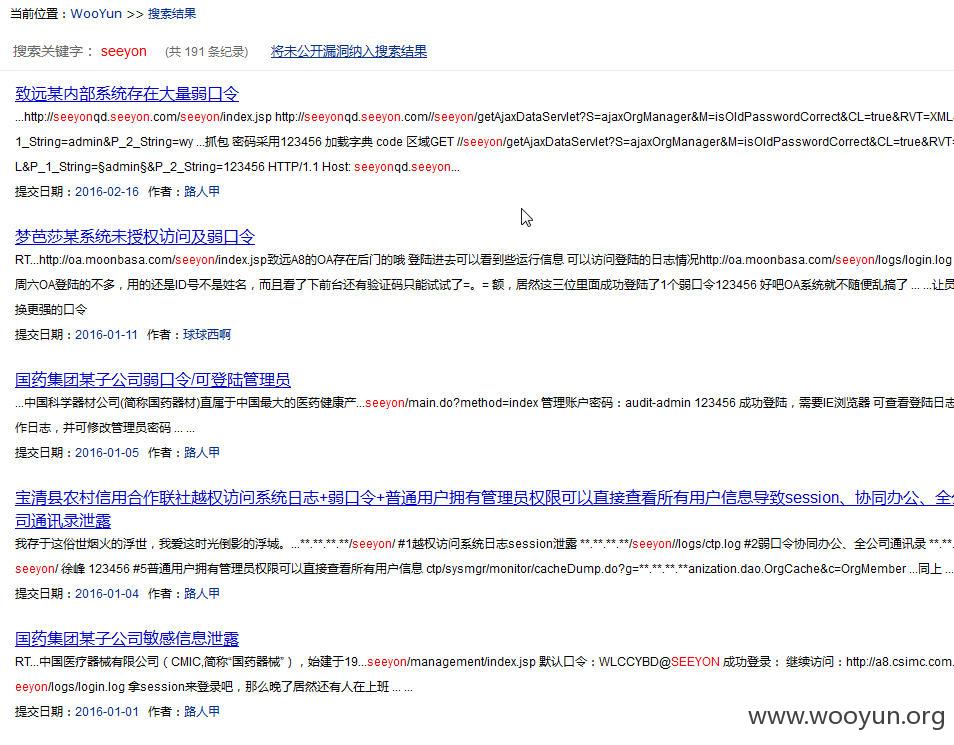 当前位置：WooYun >> 搜索结果
搜索关键字： seeyon (共 191 条纪录) 将未公开漏洞纳入搜索结果
致远某内部系统存在大量弱口令
...http://seeyonqd.seeyon.com/seeyon/index.jsp http://seeyonqd.seeyon.com//seeyon/getAjaxDataServlet?S=ajaxOrgManager&M=isOldPasswordCorrect&CL=true&RVT=XML
1_String=admin&P_2_String=wy ...抓包 密码采用123456 加载字典 code 区域GET //seeyon/getAjaxDataServlet?S=ajaxOrgManager&M=isOldPasswordCorrect&CL=true&RVT=
L&P_1_String=§admin§&P_2_String=123456 HTTP/1.1 Host: seeyonqd.seeyon...
提交日期：2016-02-16 作者：路人甲
梦芭莎某系统未授权访问及弱口令
RT...http://oa.moonbasa.com/seeyon/index.jsp致远A8的OA存在后门的哦 登陆进去可以看到些运行信息 可以访问登陆的日志情况http://oa.moonbasa.com/seeyon/logs/login.log
周六OA登陆的不多，用的还是ID号不是姓名，而且看了下前台还有验证码只能试试了=。= 额，居然这三位里面成功登陆了1个弱口令123456 好吧OA系统就不随便乱搞了 ... ...让员
换更强的口令
提交日期：2016-01-11 作者：球球西啊
国药集团某子公司弱口令/可登陆管理员
...中国科学器材公司(简称国药器材)直属于中国最大的医药健康产...seeyon/main.do?method=index 管理账户密码：audit-admin 123456 成功登陆，需要IE浏览器 可查看登陆日志
作日志，并可修改管理员密码 ... ...
提交日期：2016-01-05 作者：路人甲
宝清县农村信用合作联社越权访问系统日志+弱口令+普通用户拥有管理员权限可以直接查看所有用户信息导致session、协同办公、全公
司通讯录泄露
我存于这俗世烟火的浮世，我爱这时光倒影的浮城。...**.**.**.**/seeyon/ #1越权访问系统日志session泄露 **.**.**.**/seeyon//logs/ctp.log #2弱口令协同办公、全公司通讯录 **.**.
seeyon/ 徐峰 123456 #5普通用户拥有管理员权限可以直接查看所有用户信息 ctp/sysmgr/monitor/cacheDump.do?g=**.**.**.**anization.dao.OrgCache&c=OrgMember ...同上 ...
提交日期：2016-01-04 作者：路人甲
国药集团某子公司敏感信息泄露
RT...中国医疗器械有限公司（CMIC,简称“国药器械”），始建于19...seeyon/management/index.jsp 默认口令：WLCCYBD@SEEYON 成功登录： 继续访问：http://a8.csimc.com.
eeyon/logs/login.log 拿session来登录吧，那么晚了居然还有人在上班 ... ...
提交日期：2016-01-01 作者：路人甲
www.wooyun.org